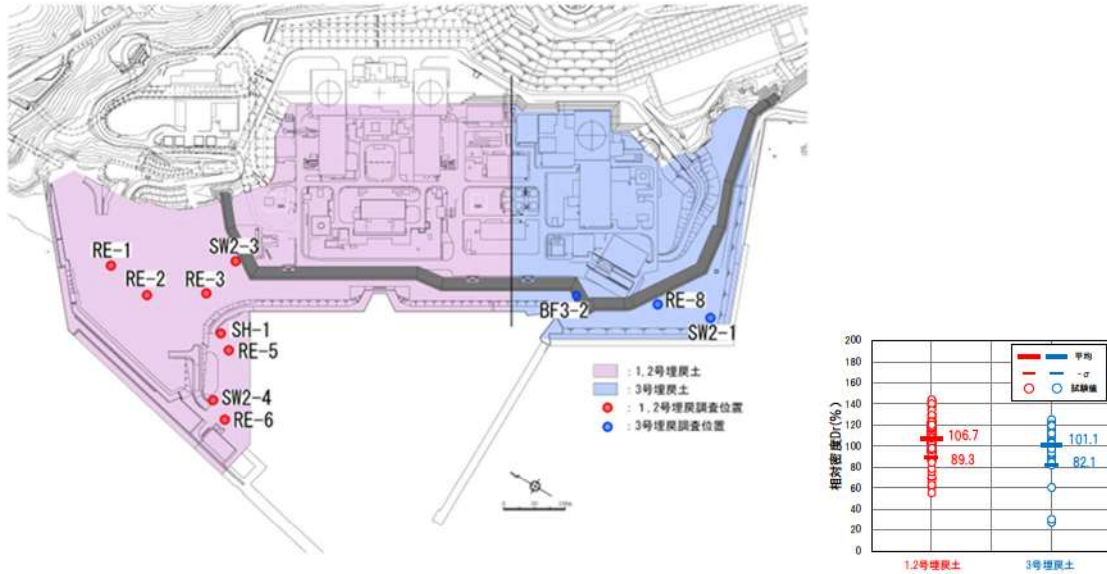 RE-1
SW2-3
RE-2
RE-3
SH-1
RE-5
SW2-4
RE-6
BF3-2
RE-8
SW2-1
：1,2号埋戻土
：3号埋戻土
：1,2号埋戻調査位置
：3号埋戻調査位置
相対密度Dr(%)
200
180
160
140
120
100
80
60
40
20
0
平均
-σ
試験値
106.7
89.3
101.1
82.1
1.2号埋戻土
3号埋戻土